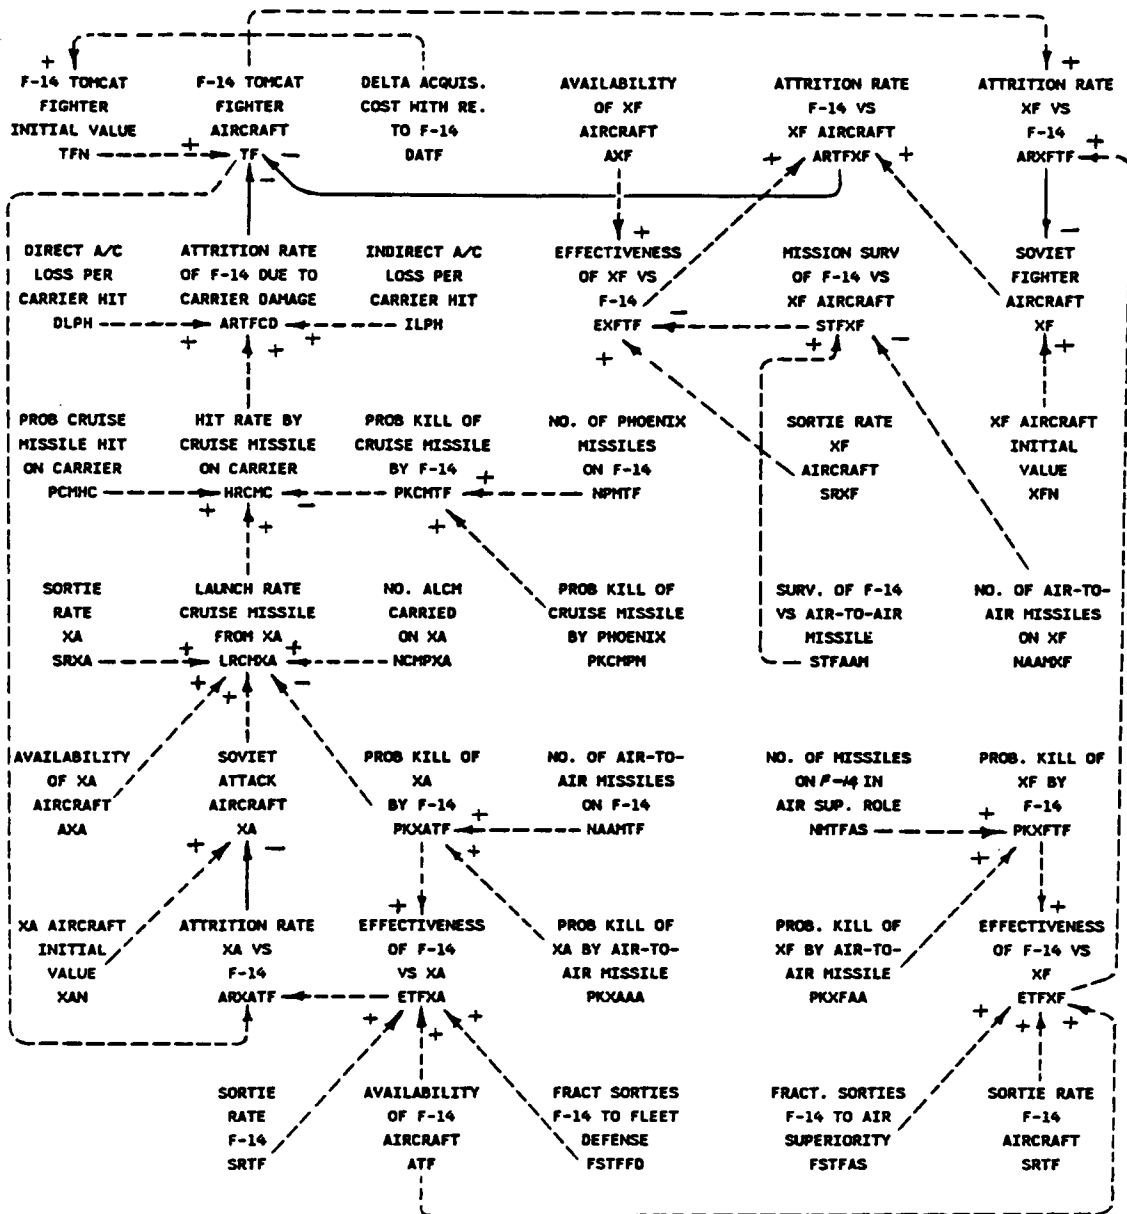 F-14 TOMCAT
FIGHTER
INITIAL VALUE
TFN
F-14 TOMCAT
FIGHTER
AIRCRAFT
TF
DELTA ACQUIS.
COST WITH RE.
TO F-14
DATF
AVAILABILITY
OF XF
AIRCRAFT
AXF
ATTRITION RATE
F-14 VS
XF AIRCRAFT
ARTFXF
ATTRITION RATE
XF VS
F-14
ARXFTF
DIRECT A/C
LOSS PER
CARRIER HIT
DLPH
ATTRITION RATE
OF F-14 DUE TO
CARRIER DAMAGE
ARTFCD
INDIRECT A/C
LOSS PER
CARRIER HIT
ILPH
EFFECTIVENESS
OF XF VS
F-14
EXFTF
MISSION SURV
OF F-14 VS
XF AIRCRAFT
STFXF
SOVIET
FIGHTER
AIRCRAFT
XF
PROB CRUISE
MISSILE HIT
ON CARRIER
PCMHC
HIT RATE BY
CRUISE MISSILE
ON CARRIER
HRCMC
PROB KILL OF
CRUISE MISSILE
BY F-14
PKCMTF
NO. OF PHOENIX
MISSILES
ON F-14
NPMTF
SORTIE RATE
XF
AIRCRAFT
SRXF
XF AIRCRAFT
INITIAL
VALUE
XFN
SORTIE
RATE
XA
SRXA
LAUNCH RATE
CRUISE MISSILE
FROM XA
LRCMXA
NO. ALCM
CARRIED
ON XA
NCMPXA
PROB KILL OF
CRUISE MISSILE
BY PHOENIX
PKCMPM
SURV. OF F-14
VS AIR-TO-AIR
MISSILE
STFAAM
NO. OF AIR-TO-
AIR MISSILES
ON XF
NAAMXF
AVAILABILITY
OF XA
AIRCRAFT
AXA
SOVIET
ATTACK
AIRCRAFT
XA
PROB KILL OF
XA
BY F-14
PKXATF
NO. OF AIR-TO-
AIR MISSILES
ON F-14
NAAMTF
NO. OF MISSILES
ON F-14 IN
AIR SUP. ROLE
NMTFAS
PROB. KILL OF
XF BY
F-14
PKXFTF
XA AIRCRAFT
INITIAL
VALUE
XAN
ATTRITION RATE
XA VS
F-14
ARXATF
EFFECTIVENESS
OF F-14
VS XA
ETFXA
PROB KILL OF
XA BY AIR-TO-
AIR MISSILE
PKXAAA
PROB. KILL OF
XF BY AIR-TO-
AIR MISSILE
PKXFAA
EFFECTIVENESS
OF F-14 VS
XF
ETFXF
SORTIE
RATE
F-14
SRTF
AVAILABILITY
OF F-14
AIRCRAFT
ATF
FRACT SORTIES
F-14 TO FLEET
DEFENSE
FSTFFD
FRACT. SORTIES
F-14 TO AIR
SUPERIORITY
FSTFAS
SORTIE RATE
F-14
AIRCRAFT
SRTF